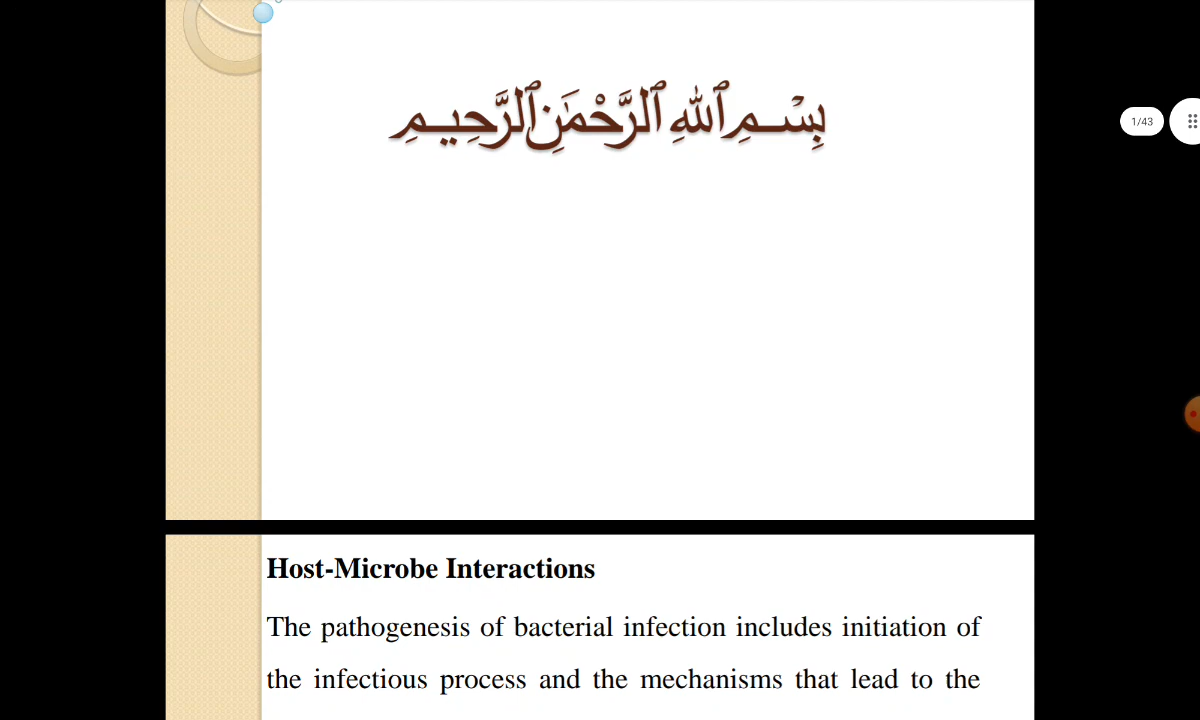 بِسْمِ ٱللَّهِ ٱلرَّحْمَٰنِ ٱلرَّحِيمِ
1/43
Host-Microbe Interactions
The pathogenesis of bacterial infection includes initiation of
the infectious process and the mechanisms that lead to the